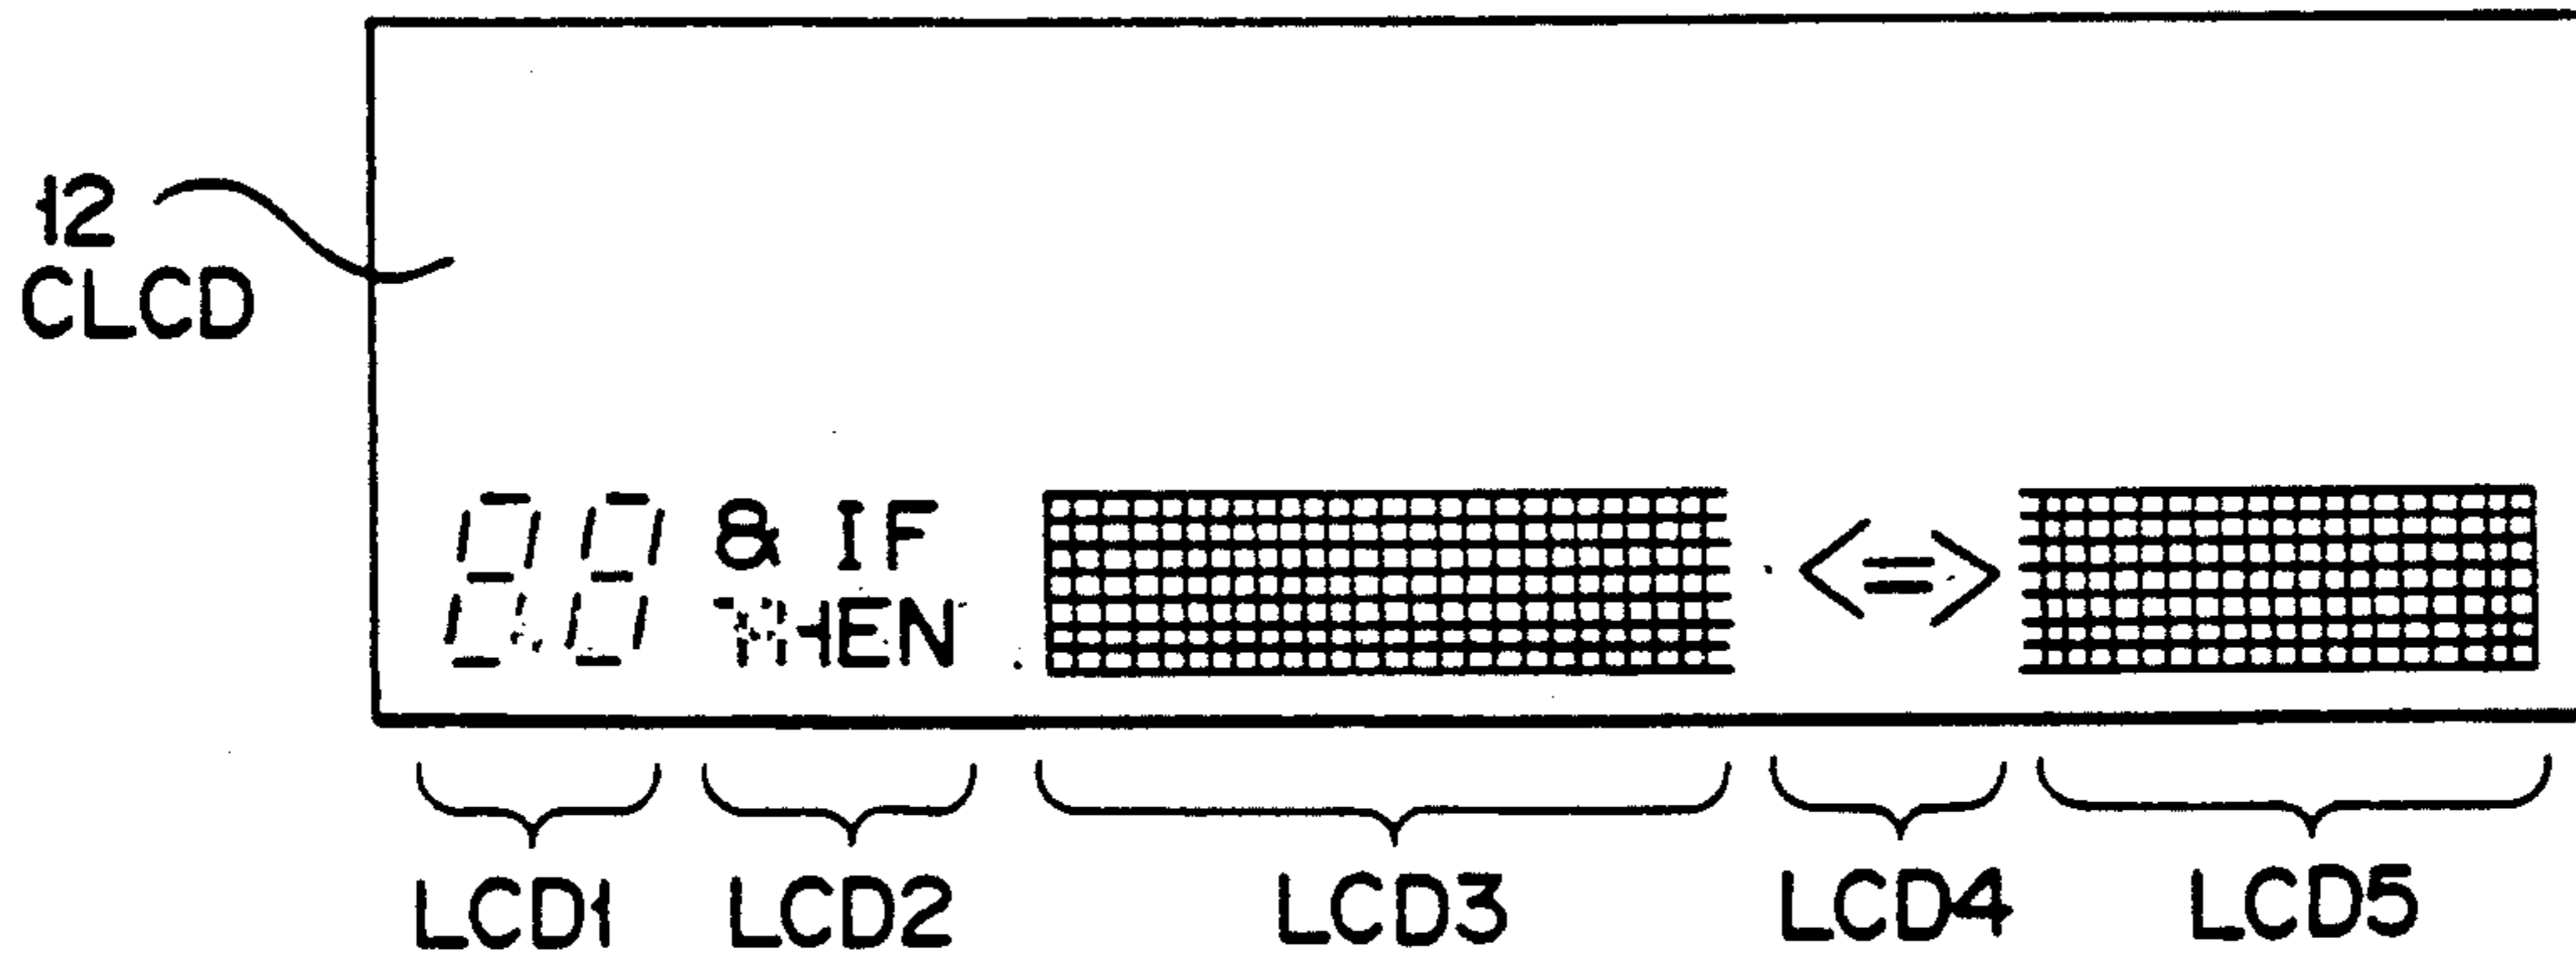 12
CLCD
& IF
THEN
<=>
LCD1 LCD2 LCD3 LCD4 LCD5